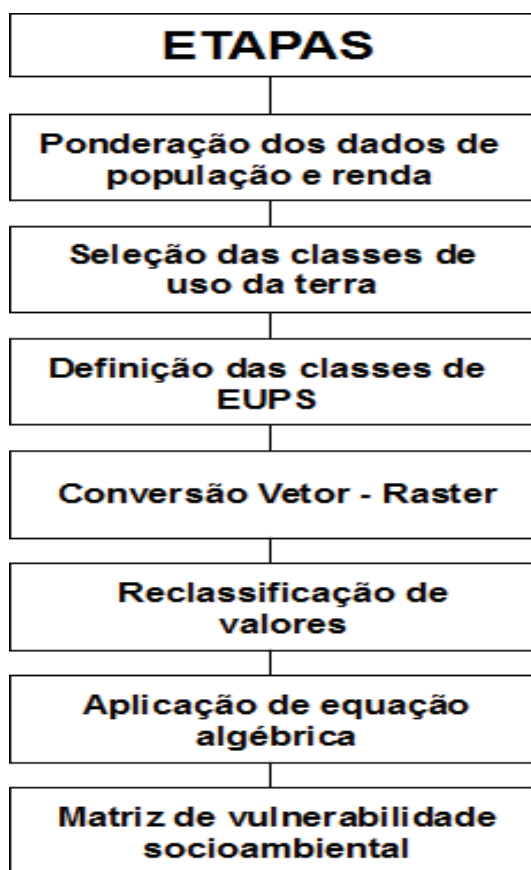 ETAPAS
Ponderação dos dados de
população e renda
Seleção das classes de
uso da terra
Definição das classes de
EUPS
Conversão Vetor - Raster
Reclassificação de
valores
Aplicação de equação
algébrica
Matriz de vulnerabilidade
socioambiental